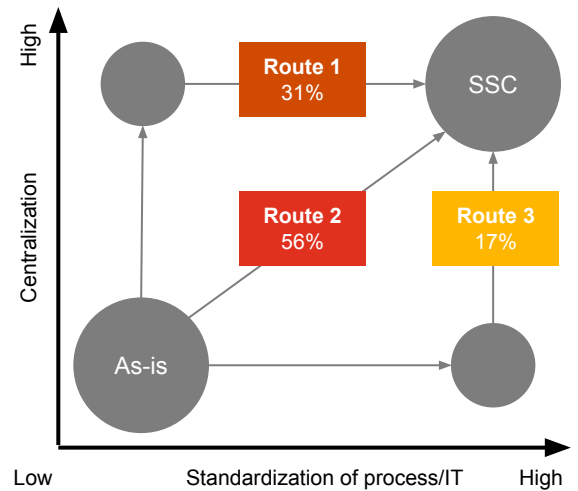 High
Route 1
31%
SSC
Centralization
Route 2
56%
Route 3
17%
As-is
Low
Standardization of process/IT
High